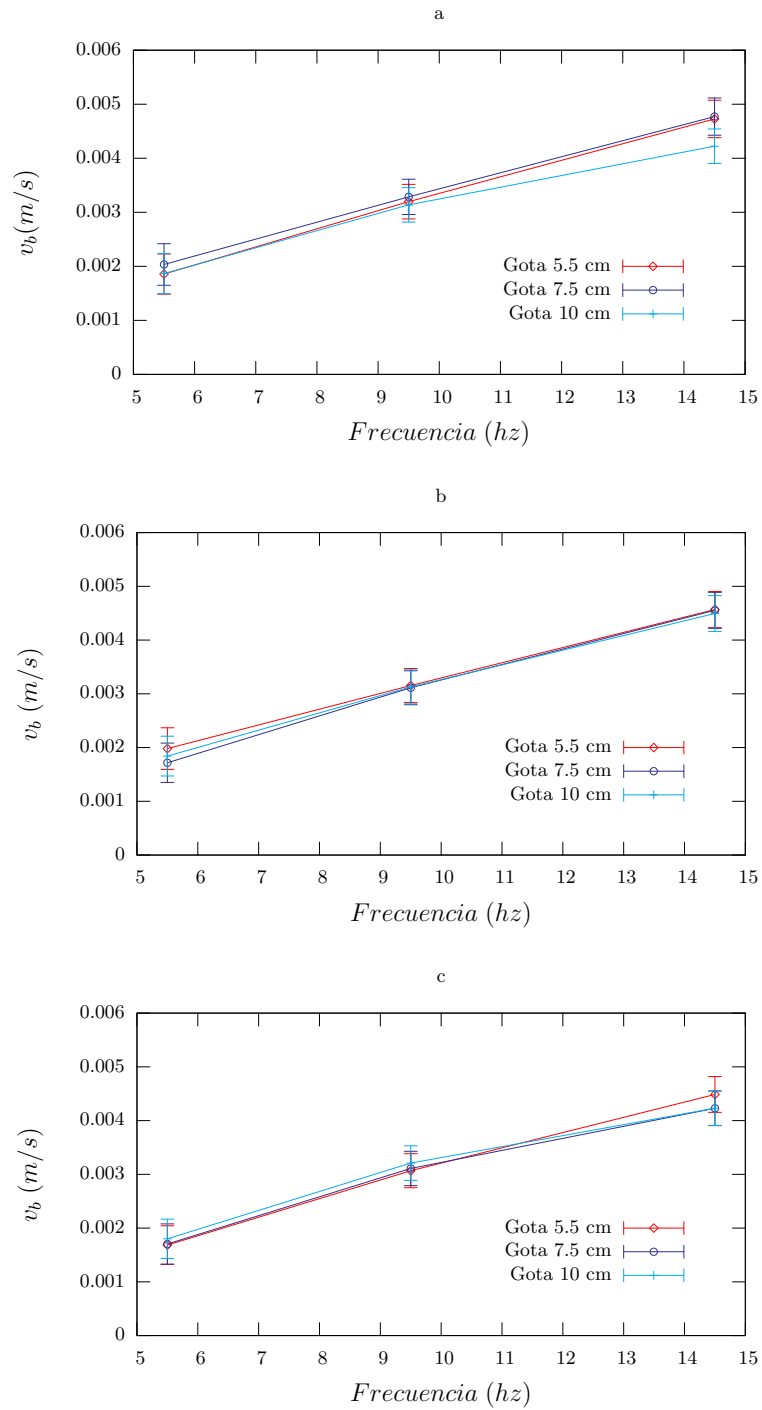 a
0.006
0.005
0.004
0.003
0.002
0.001
0
v_b(m/s)
Gota 5.5 cm
Gota 7.5 cm
Gota 10 cm
5 6 7 8 9 10 11 12 13 14 15
Frecuencia (hz)
b
0.006
0.005
0.004
0.003
0.002
0.001
0
v_b (m/s)
Gota 5.5 cm
Gota 7.5 cm
Gota 10 cm
5 6 7 8 9 10 11 12 13 14 15
Frecuencia (hz)
c
0.006
0.005
0.004
0.003
0.002
0.001
0
v_b (m/s)
Gota 5.5 cm
Gota 7.5 cm
Gota 10 cm
5 6 7 8 9 10 11 12 13 14 15
Frecuencia (hz)